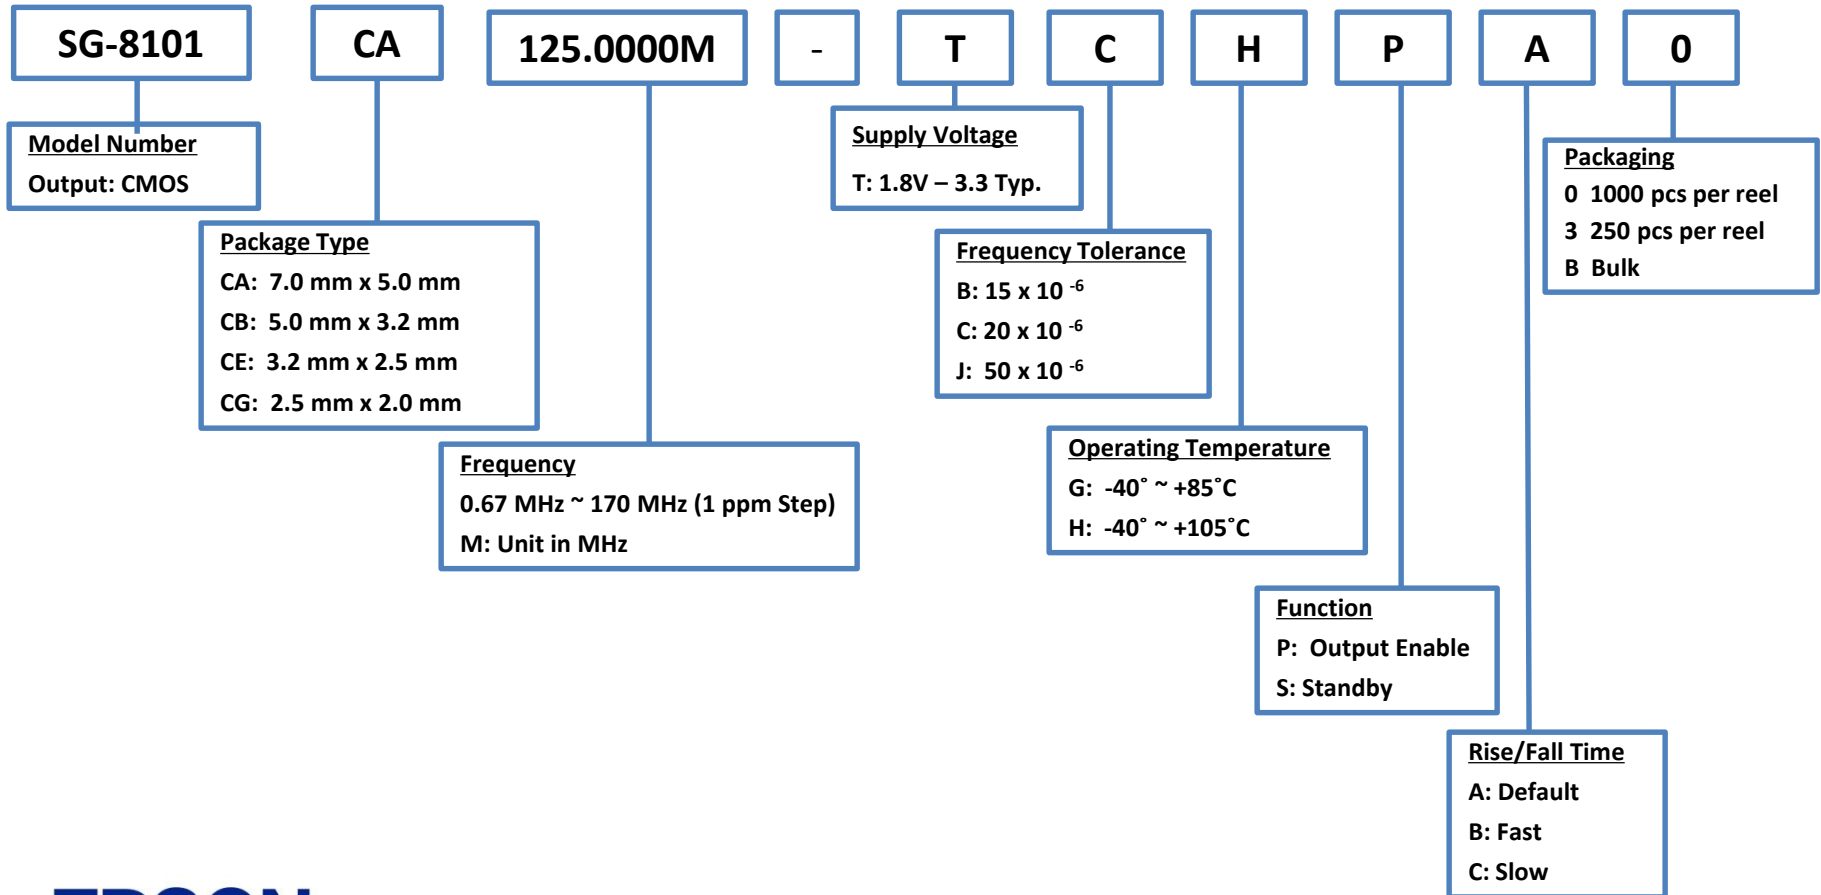 SG-8101 CA 125.0000M - T C H P A 0
Model Number
Output: CMOS
Package Type
CA: 7.0 mm x 5.0 mm
CB: 5.0 mm x 3.2 mm
CE: 3.2 mm x 2.5 mm
CG: 2.5 mm x 2.0 mm
Frequency
0.67 MHz ~ 170 MHz (1 ppm Step)
M: Unit in MHz
Supply Voltage
T: 1.8V – 3.3 Typ.
Frequency Tolerance
B: 15 x 10 -6
C: 20 x 10 -6
J: 50 x 10 -6
Operating Temperature
G: -40˚ ~ +85˚C
H: -40˚ ~ +105˚C
Function
P: Output Enable
S: Standby
Rise/Fall Time
A: Default
B: Fast
C: Slow
Packaging
0 1000 pcs per reel
3 250 pcs per reel
B Bulk